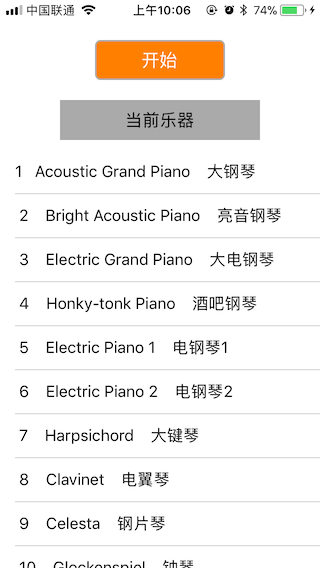 中国联通 上午10:06 74%
开始
当前乐器
1 Acoustic Grand Piano 大钢琴
2 Bright Acoustic Piano 亮音钢琴
3 Electric Grand Piano 大电钢琴
4 Honky-tonk Piano 酒吧钢琴
5 Electric Piano 1 电钢琴1
6 Electric Piano 2 电钢琴2
7 Harpsichord 大键琴
8 Clavinet 电翼琴
9 Celesta 钢片琴
10 Glockenspiel 钟琴